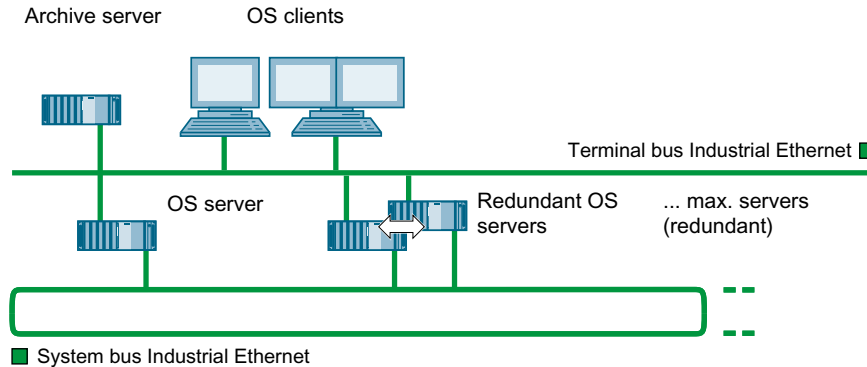 Archive server
OS clients
Terminal bus Industrial Ethernet
OS server
Redundant OS
servers
... max. servers
(redundant)
System bus Industrial Ethernet